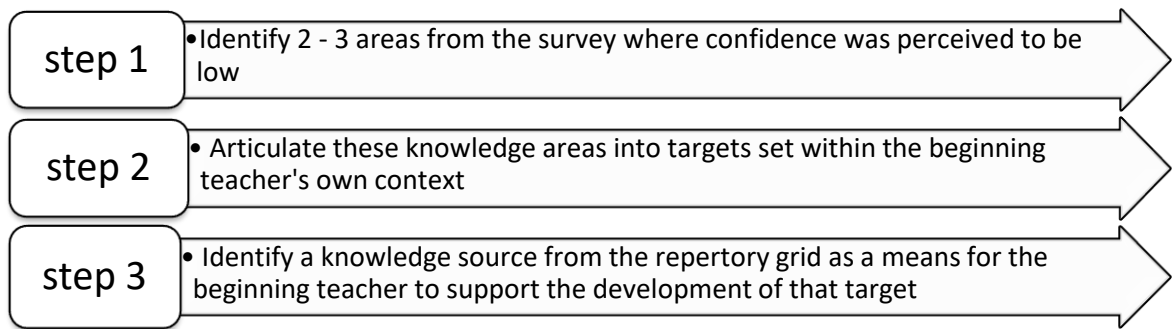 step 1
•Identify 2 - 3 areas from the survey where confidence was perceived to be
low
step 2
• Articulate these knowledge areas into targets set within the beginning
teacher's own context
step 3
• Identify a knowledge source from the repertory grid as a means for the
beginning teacher to support the development of that target